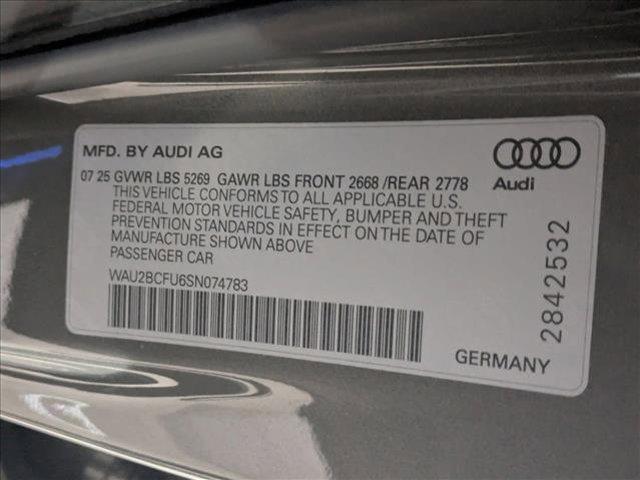 MFD. BY AUDI AG
07 25 GVWR LBS 5269 GAWR LBS FRONT 2668 /REAR 2778
THIS VEHICLE CONFORMS TO ALL APPLICABLE U.S.
FEDERAL MOTOR VEHICLE SAFETY, BUMPER AND THEFT
PREVENTION STANDARDS IN EFFECT ON THE DATE OF
MANUFACTURE SHOWN ABOVE
PASSENGER CAR
WAU2BCFU6SN074783
Audi
2842532
GERMANY